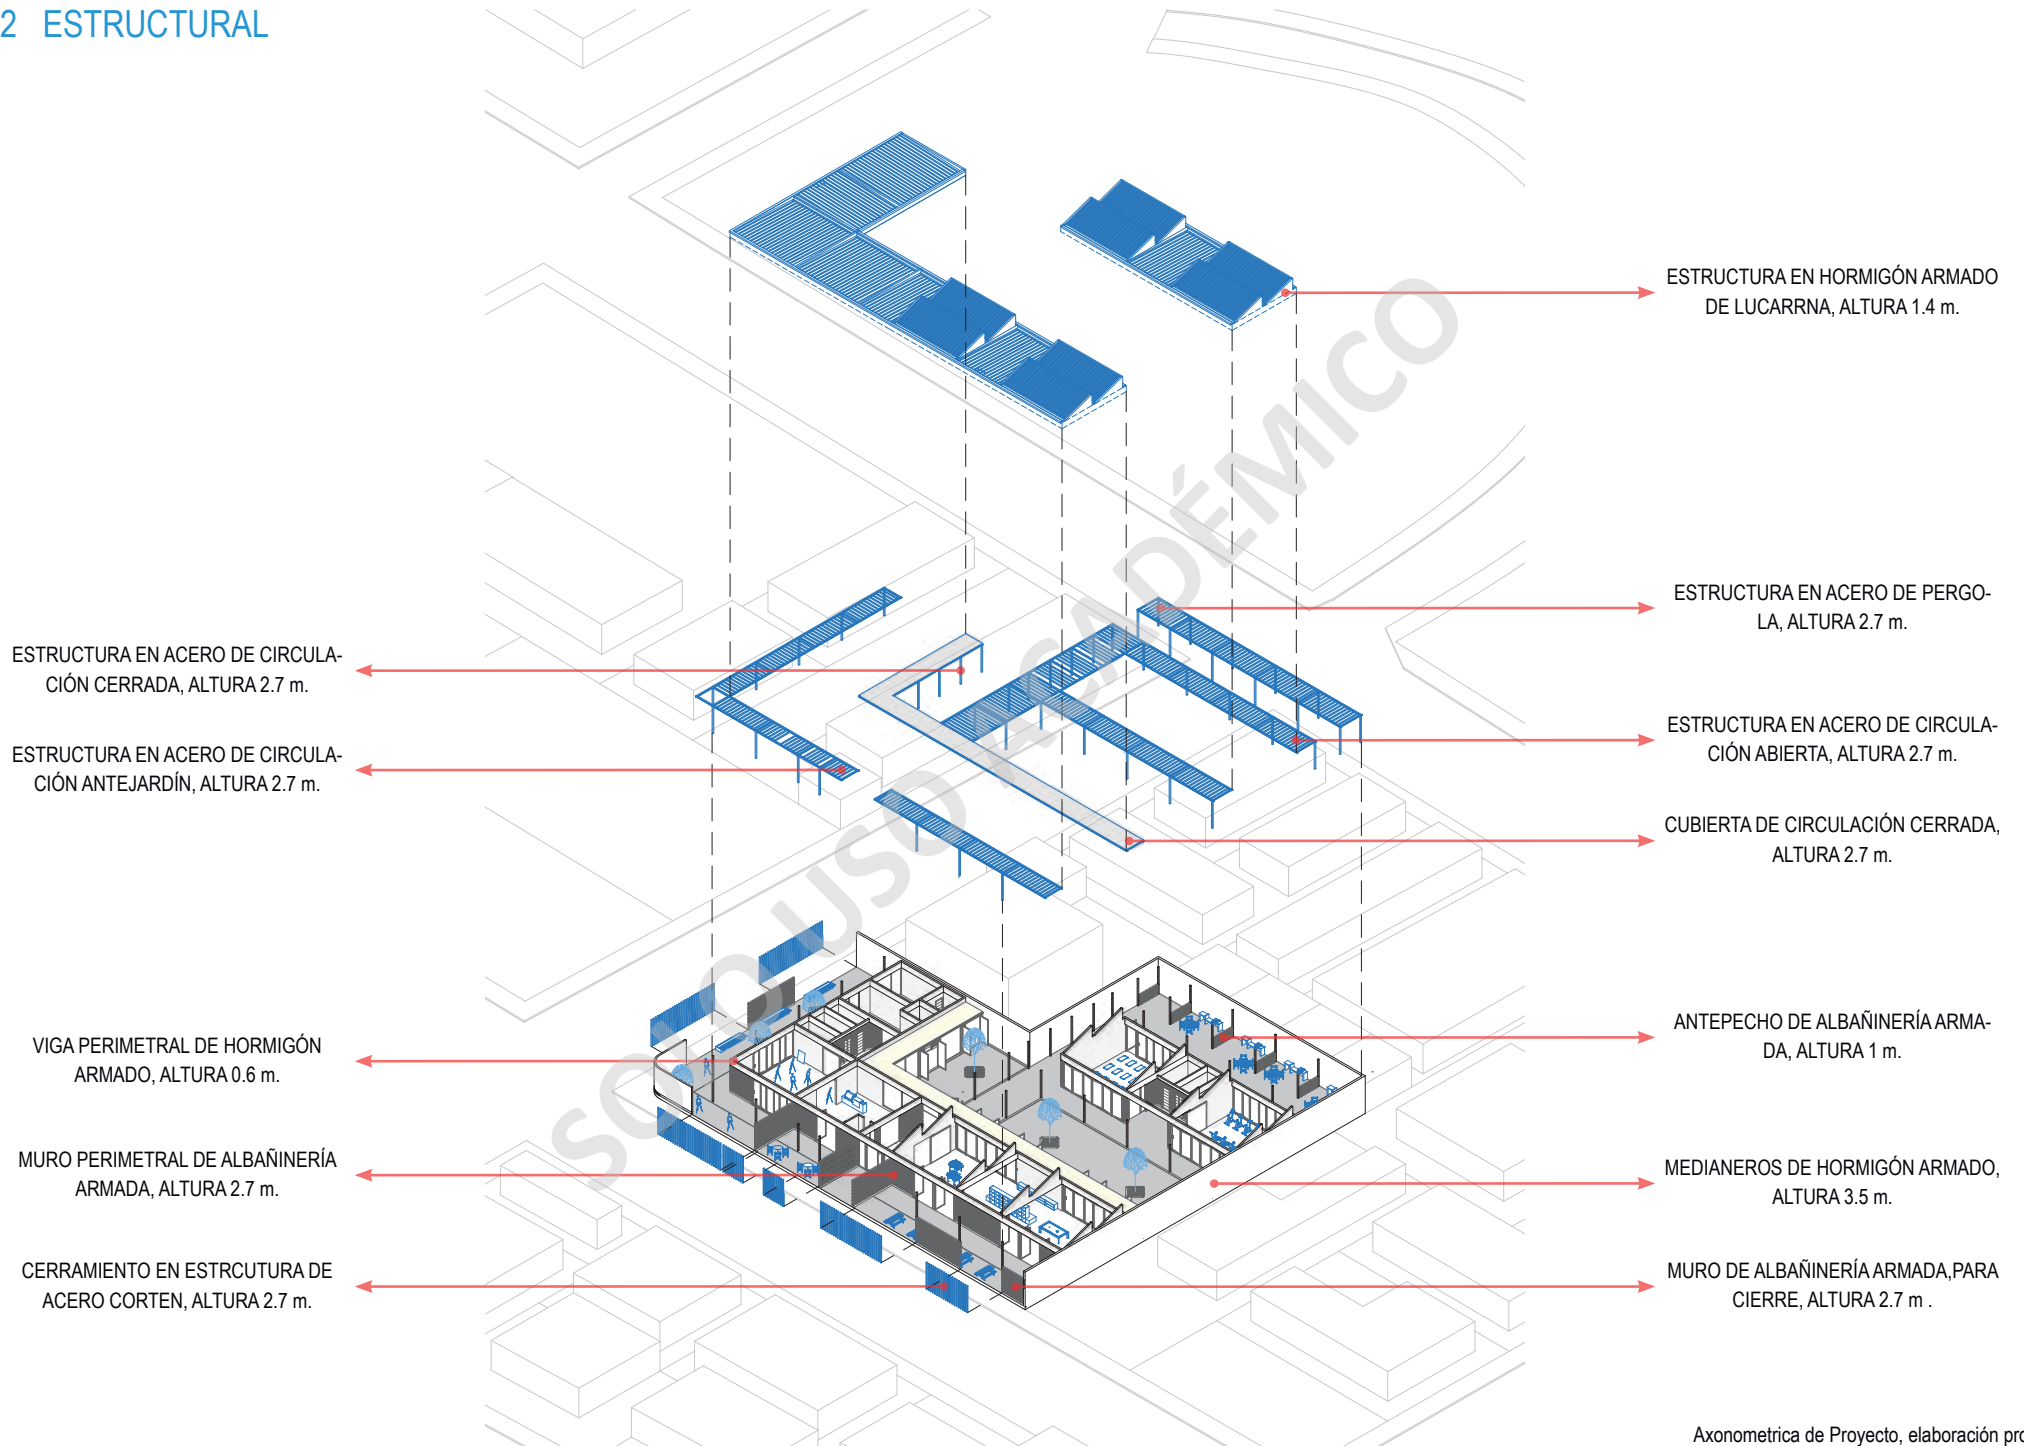 2 ESTRUCTURAL
ESTRUCTURA EN HORMIGÓN ARMADO
DE LUCARRNA, ALTURA 1.4 m.
ESTRUCTURA EN ACERO DE PERGO-
LA, ALTURA 2.7 m.
ESTRUCTURA EN ACERO DE CIRCULA-
CIÓN CERRADA, ALTURA 2.7 m.
ESTRUCTURA EN ACERO DE CIRCULA-
CIÓN ABIERTA, ALTURA 2.7 m.
ESTRUCTURA EN ACERO DE CIRCULA-
CIÓN ANTEJARDÍN, ALTURA 2.7 m.
CUBIERTA DE CIRCULACIÓN CERRADA,
ALTURA 2.7 m.
SOLO USO ACADÉMICO
VIGA PERIMETRAL DE HORMIGÓN
ARMADO, ALTURA 0.6 m.
ANTEPECHO DE ALBAÑINERÍA ARMA-
DA, ALTURA 1 m.
MURO PERIMETRAL DE ALBAÑINERÍA
ARMADA, ALTURA 2.7 m.
MEDIANEROS DE HORMIGÓN ARMADO,
ALTURA 3.5 m.
CERRAMIENTO EN ESTRCUTURA DE
ACERO CORTEN, ALTURA 2.7 m.
MURO DE ALBAÑINERÍA ARMADA,PARA
CIERRE, ALTURA 2.7 m .
Axonometrica de Proyecto, elaboración pro